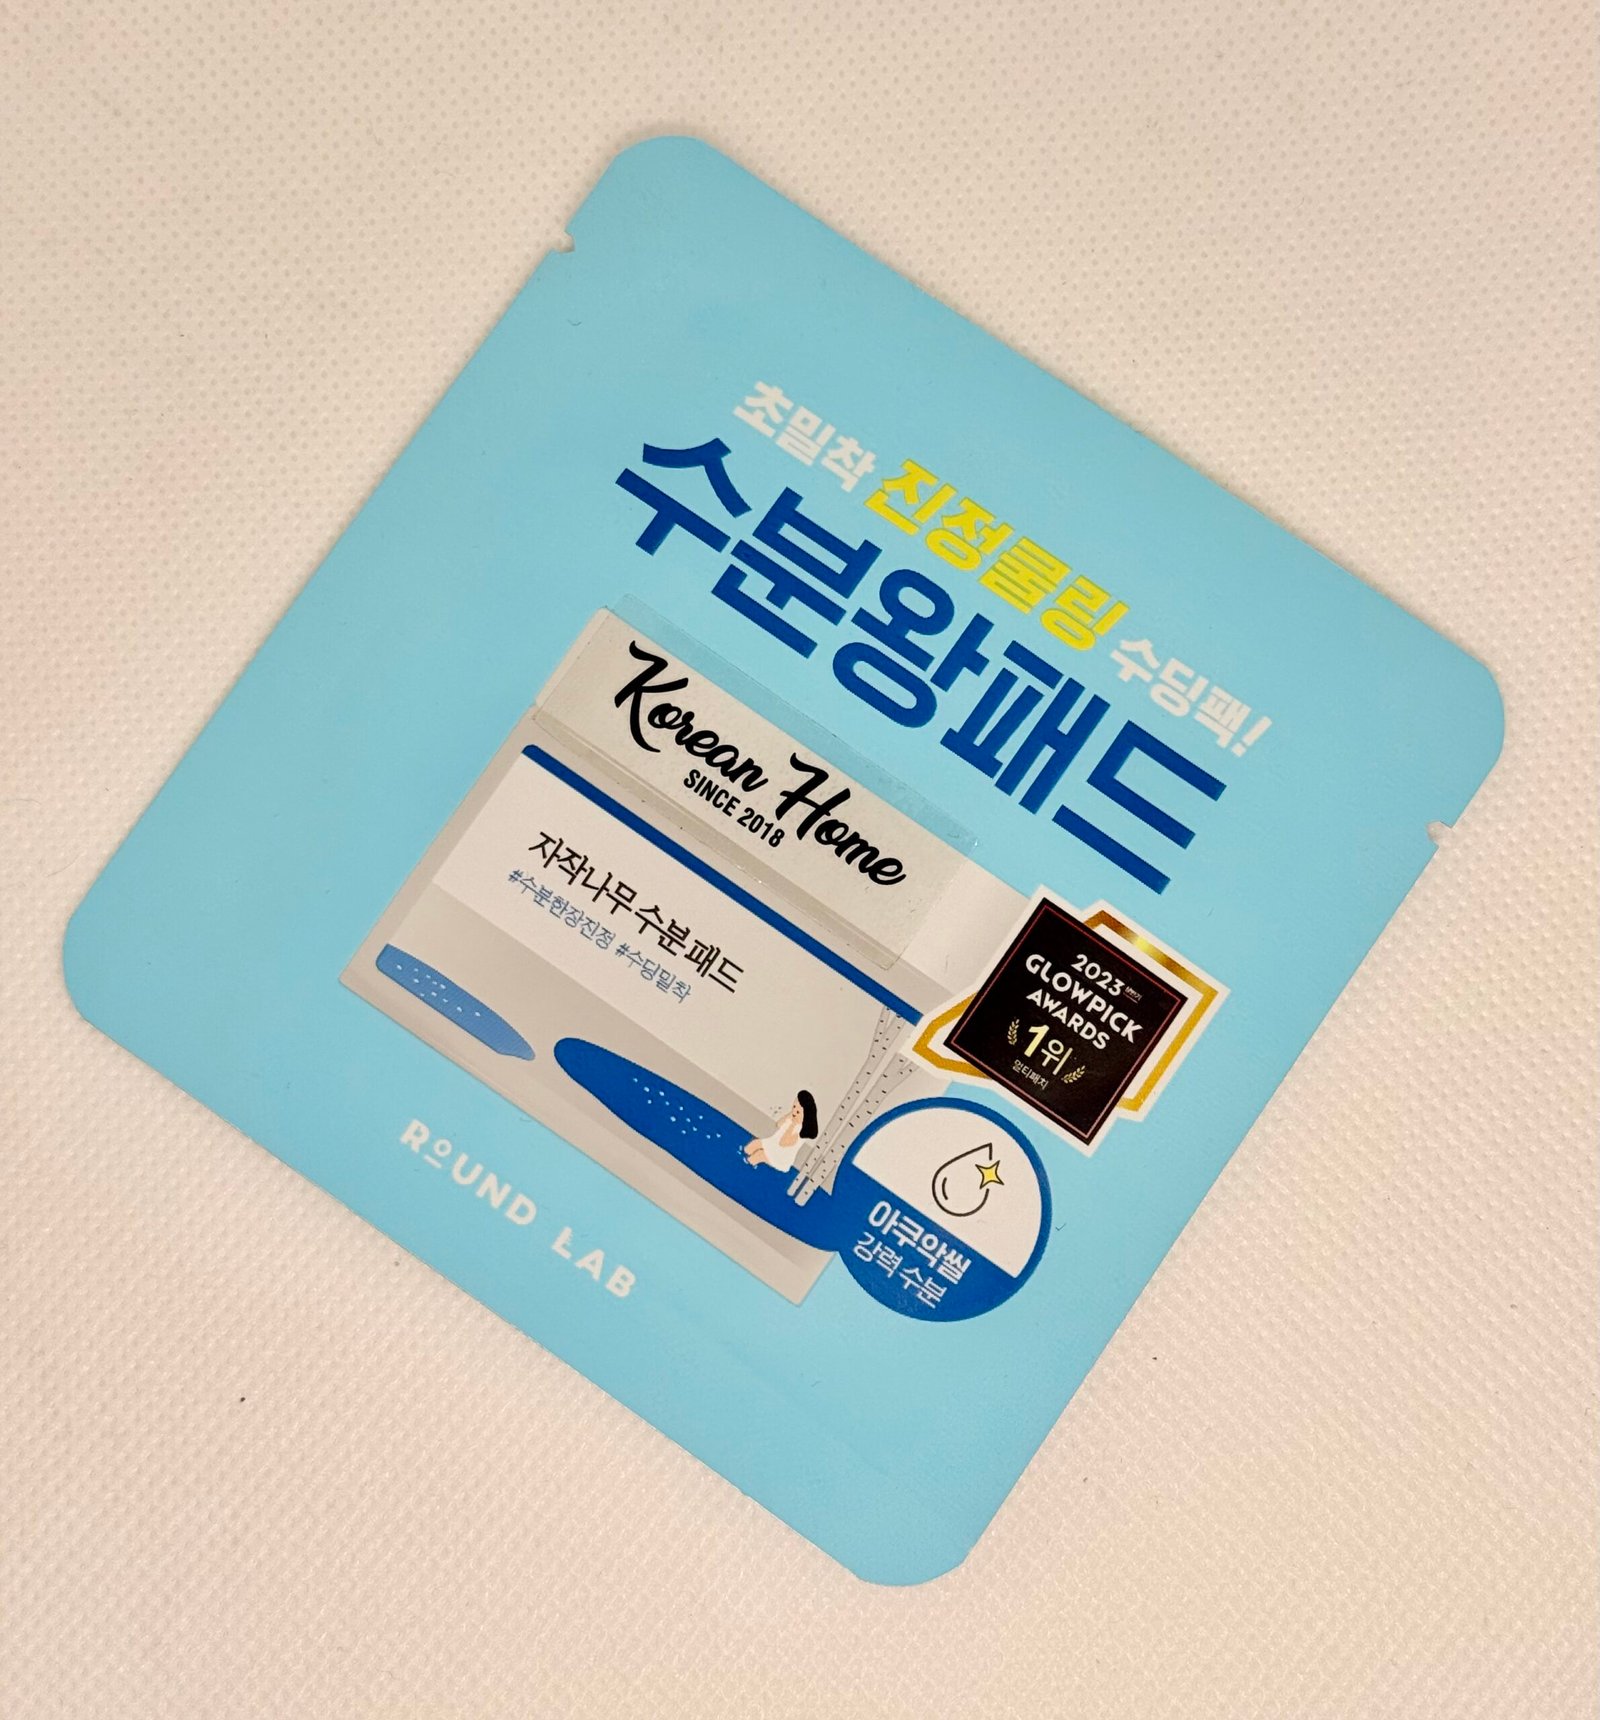 초밀착 진정쿨링 수딩팩!
수분왕패드
Korean Home
SINCE 2018
자작나무 수분 패드
#수분한장진정 #수딩밀착
2023
GLOWPICK
AWARDS
1위
멀티패치
아쿠악씰
강력 수분
ROUND LAB